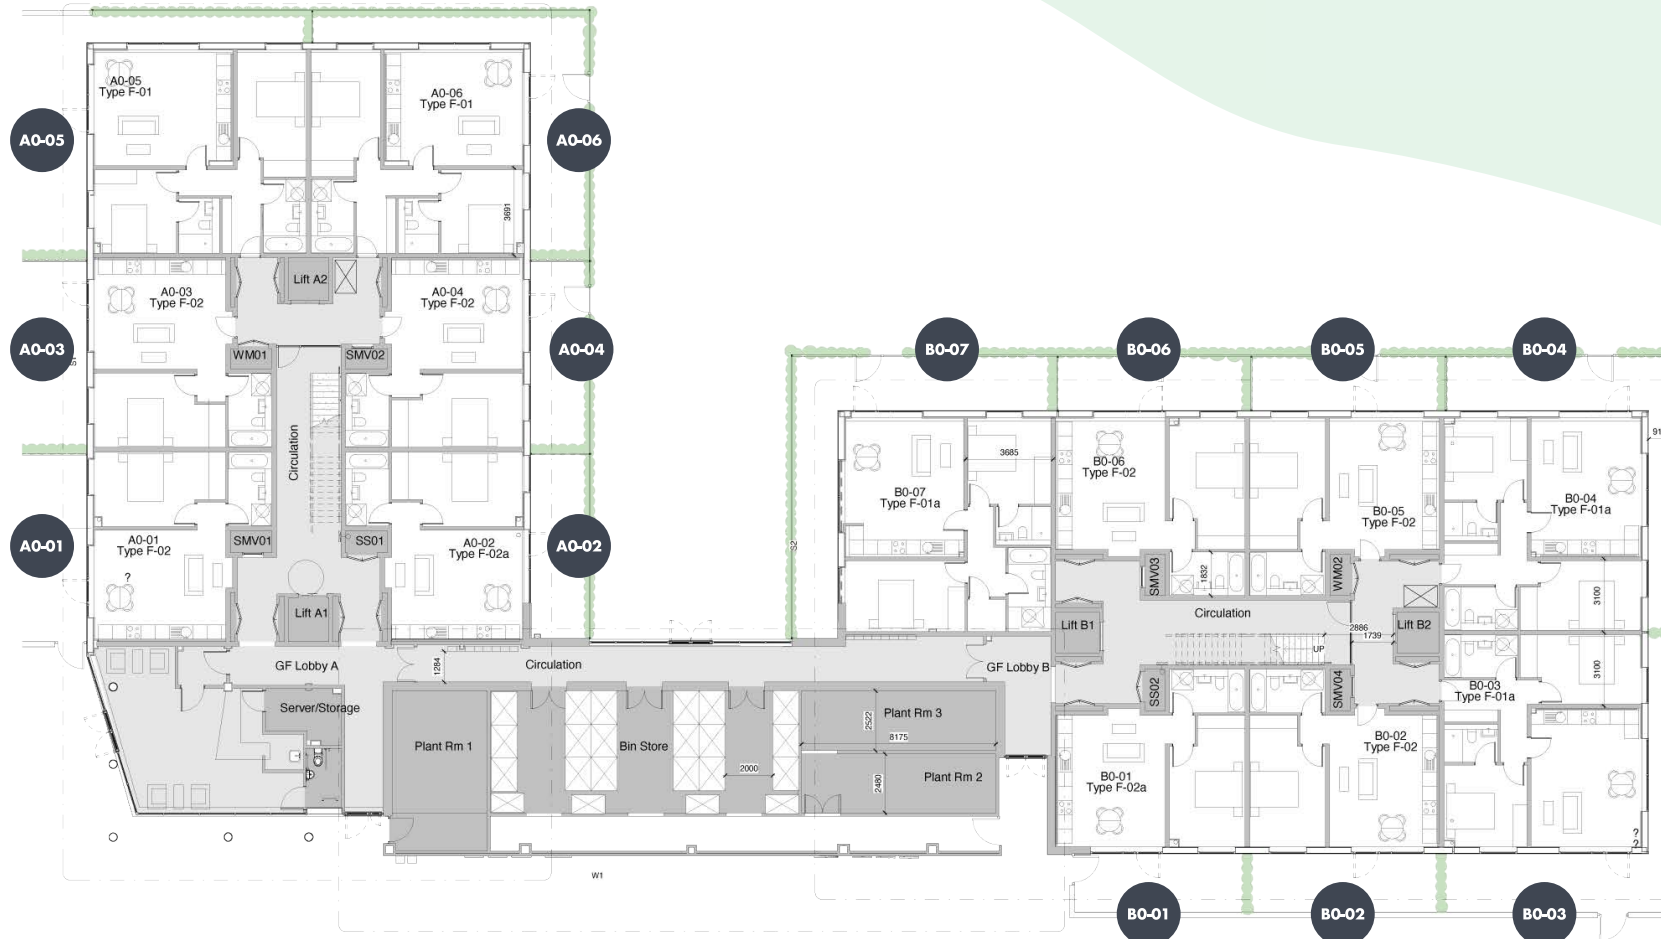 A0-05
Type F-01
A0-06
Type F-01
A0-05
A0-06
3691
Lift A2
A0-03
Type F-02
A0-04
Type F-02
A0-03
WM01
SMV02
A0-04
S1
Circulation
A0-01
A0-01
Type F-02
?
SMV01
SS01
A0-02
Type F-02a
A0-02
Lift A1
GF Lobby A
Circulation
1284
Server/Storage
Plant Rm 1
Bin Store
2000
Plant Rm 3
2522
8175
Plant Rm 2
2480
GF Lobby B
W1
S2
B0-07
B0-06
B0-05
B0-04
91
3685
B0-07
Type F-01a
B0-06
Type F-02
B0-05
Type F-02
B0-04
Type F-01a
SMV03
1832
WM02
3100
Lift B1
Circulation
2886
1739
Lift B2
UP
3100
SS02
SMV04
B0-03
Type F-01a
B0-02
Type F-02
B0-01
Type F-02a
?
?
B0-01
B0-02
B0-03